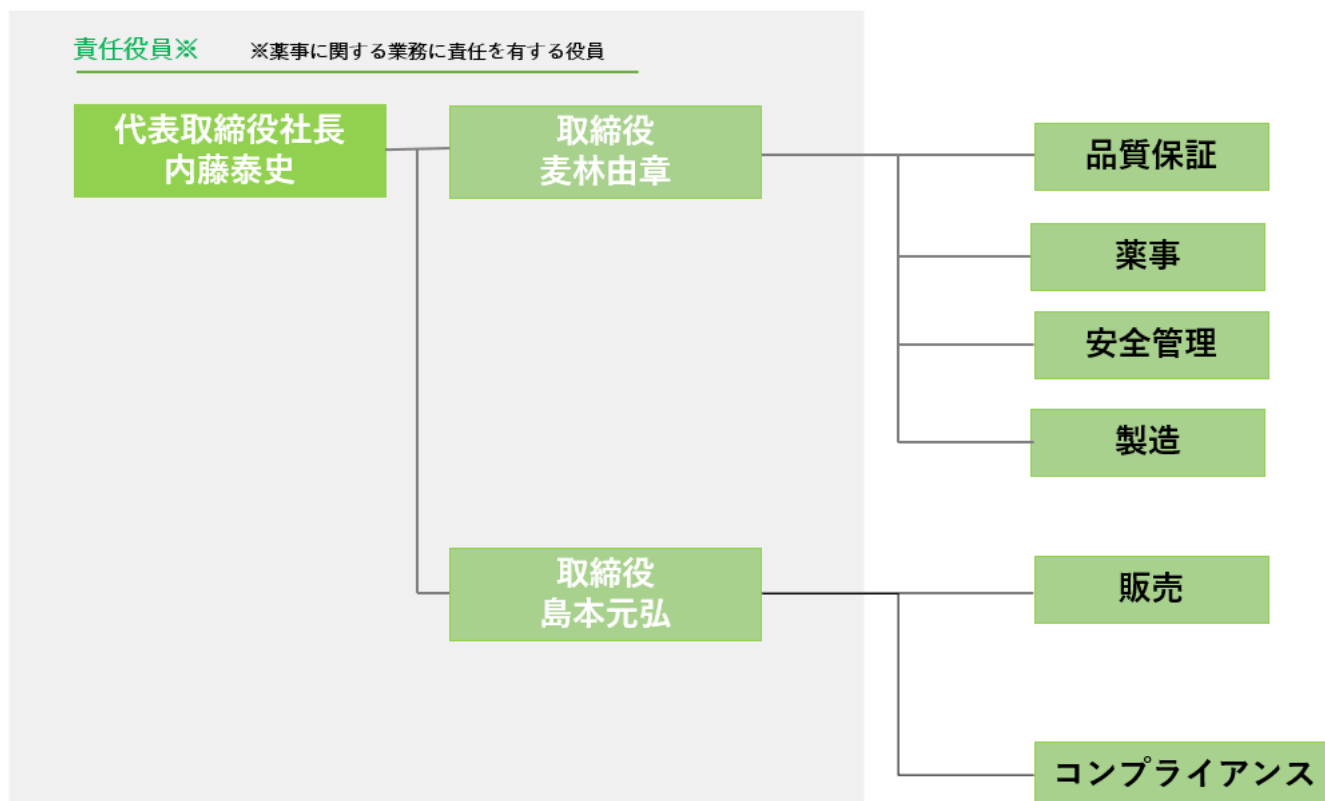 責任役員※ ※薬事に関する業務に責任を有する役員
代表取締役社長
内藤泰史
取締役
麦林由章
品質保証
薬事
安全管理
製造
取締役
島本元弘
販売
コンプライアンス